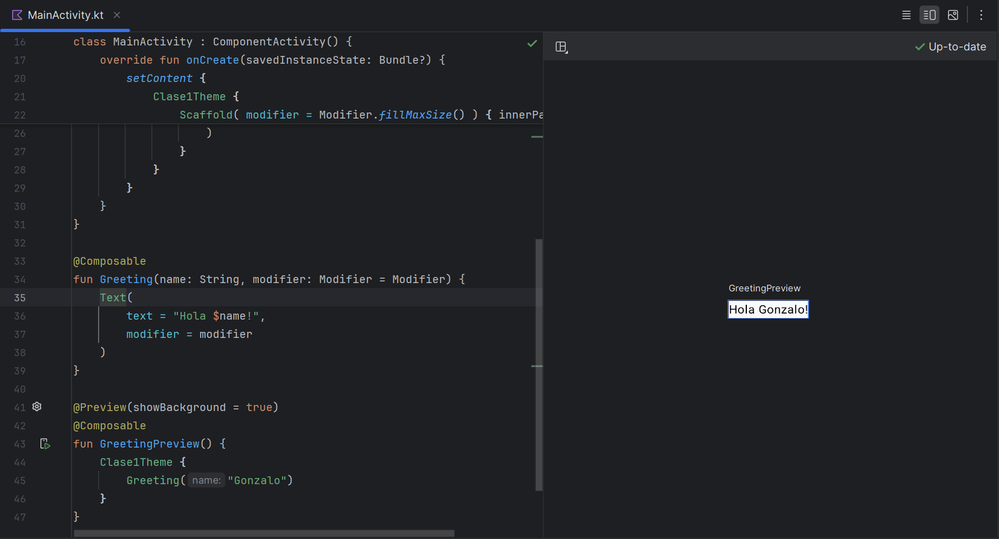 MainActivity.kt
16 class MainActivity : ComponentActivity() {
17 override fun onCreate(savedInstanceState: Bundle?) {
20 setContent {
21 Clase1Theme {
22 Scaffold( modifier = Modifier.fillMaxSize() ) { innerPa
26 )
27 }
28 }
29 }
30 }
31 }
32
33 @Composable
34 fun Greeting(name: String, modifier: Modifier = Modifier) {
35 Text(
36 text = "Hola $name!",
37 modifier = modifier
38 )
39 }
40
41 @Preview(showBackground = true)
42 @Composable
43 fun GreetingPreview() {
44 Clase1Theme {
45 Greeting( name: "Gonzalo")
46 }
47 }
Up-to-date
GreetingPreview
Hola Gonzalo!